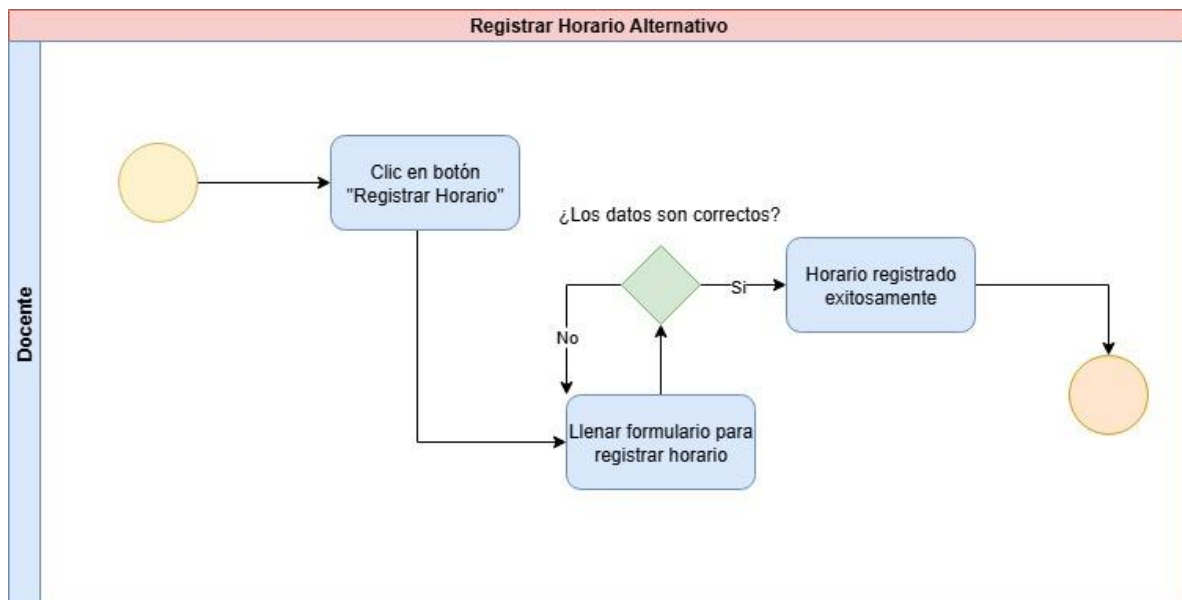 Registrar Horario Alternativo
Docente
Clic en botón
"Registrar Horario"
¿Los datos son correctos?
Si
No
Horario registrado
exitosamente
Llenar formulario para
registrar horario